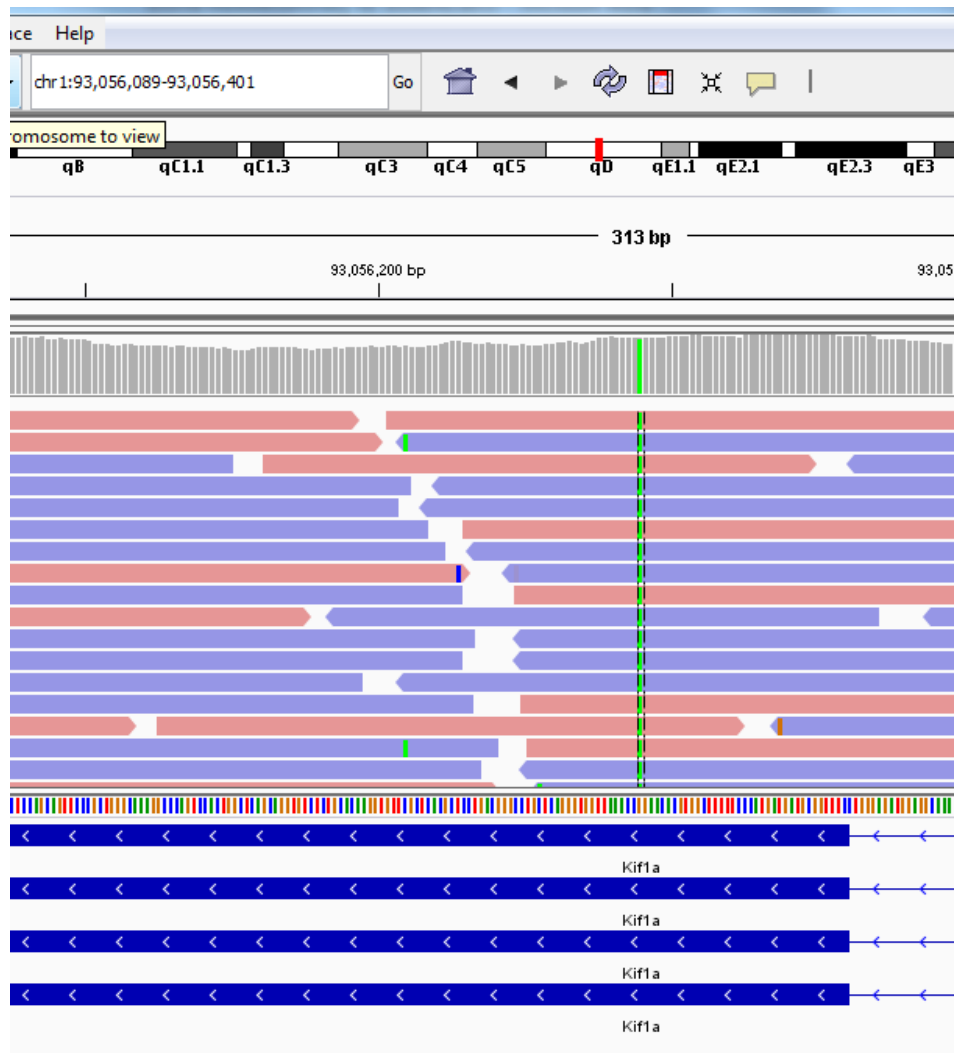 nce Help
chr1:93,056,089-93,056,401 Go
romosome to view
qB qC1.1 qC1.3 qC3 qC4 qC5 qD qE1.1 qE2.1 qE2.3 qE3
313 bp
93,056,200 bp 93,05
Kif1a
Kif1a
Kif1a
Kif1a